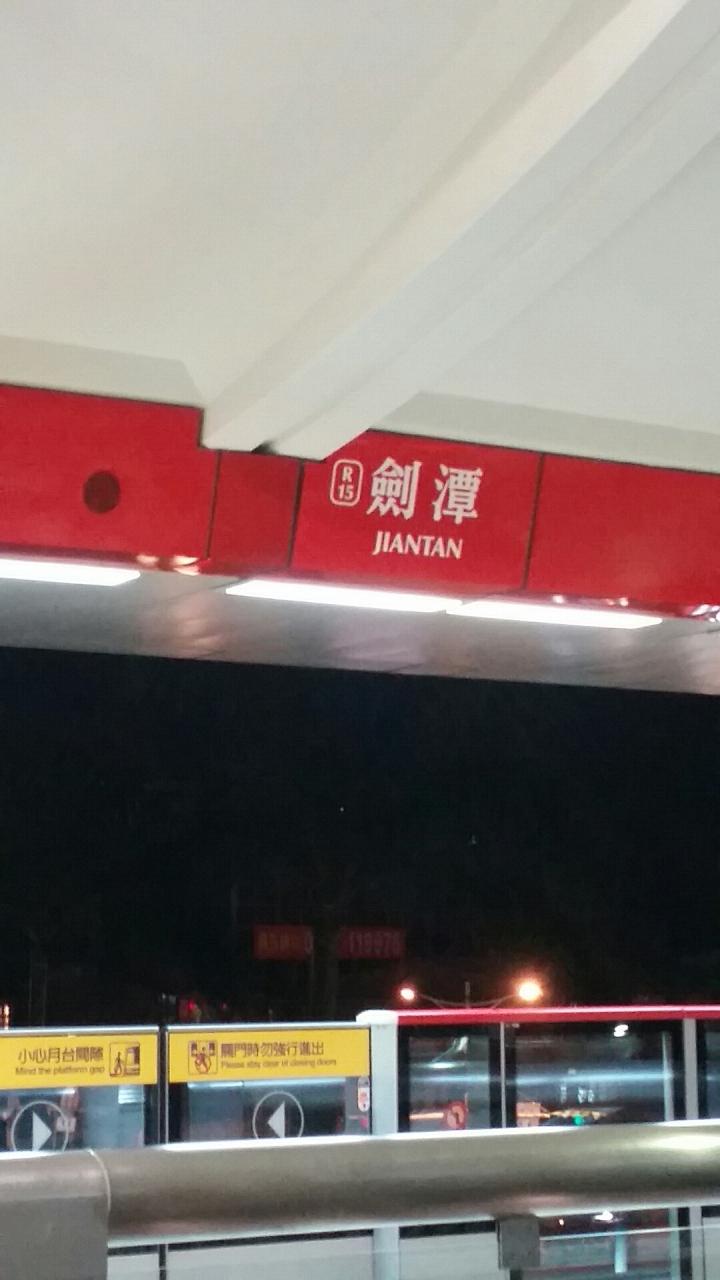 R
15
劍潭
JIANTAN
小心月台間隙
Mind the platform gap
關門時勿強行進出
Please stay clear of closing doors